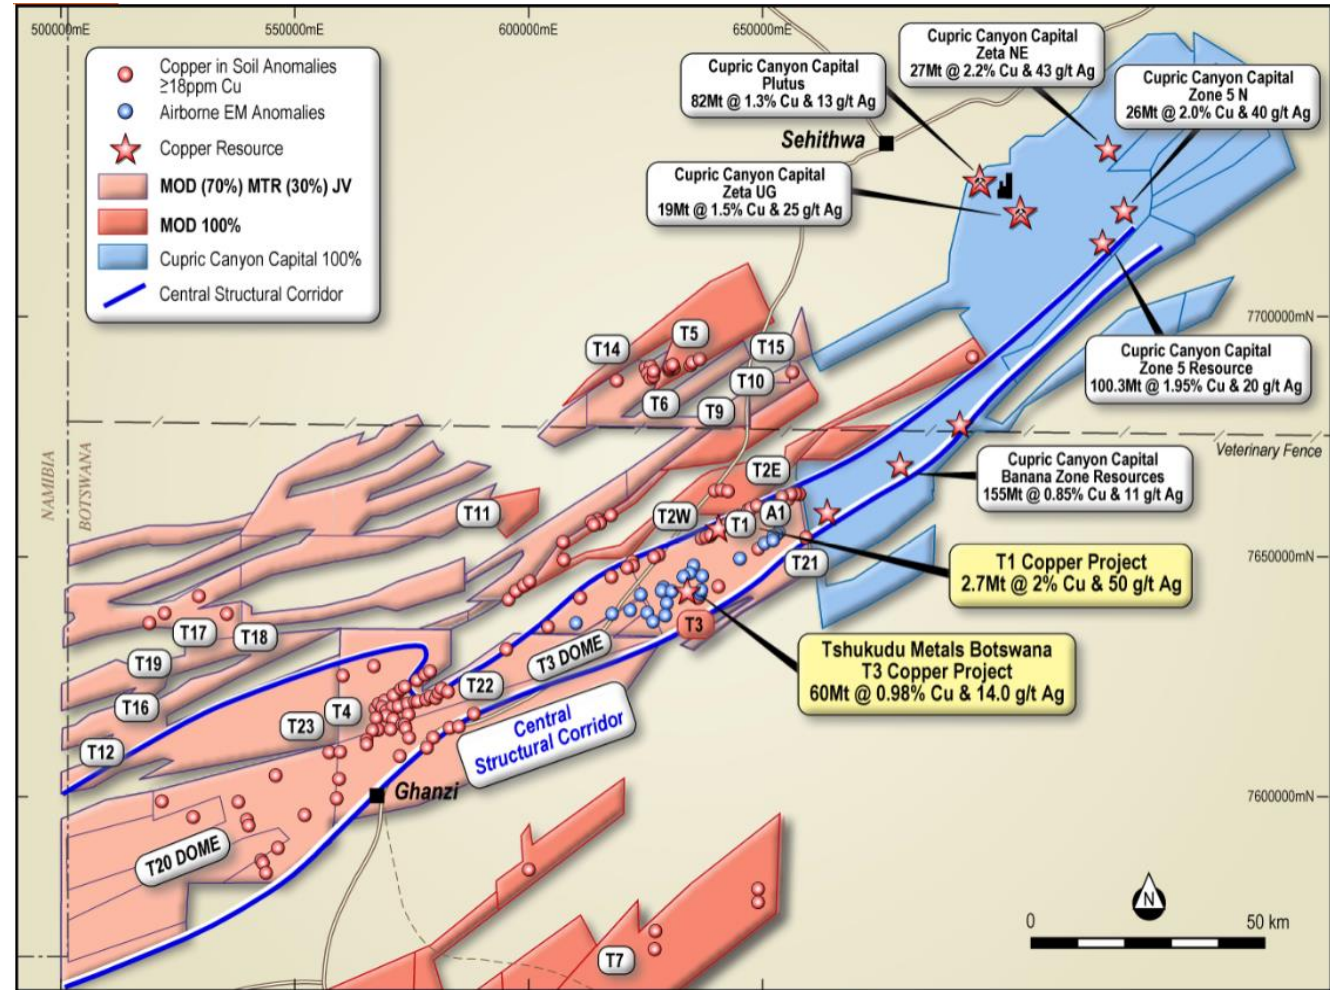 500000mE
550000mE
600000mE
650000mE
Copper in Soil Anomalies
≥18ppm Cu
Airborne EM Anomalies
Copper Resource
MOD (70%) MTR (30%) JV
MOD 100%
Cupric Canyon Capital 100%
Central Structural Corridor
Cupric Canyon Capital
Plutus
82Mt @ 1.3% Cu & 13 g/t Ag
Cupric Canyon Capital
Zeta NE
27Mt @ 2.2% Cu & 43 g/t Ag
Cupric Canyon Capital
Zone 5 N
26Mt @ 2.0% Cu & 40 g/t Ag
Sehithwa
Cupric Canyon Capital
Zeta UG
19Mt @ 1.5% Cu & 25 g/t Ag
7700000mN
Cupric Canyon Capital
Zone 5 Resource
100.3Mt @ 1.95% Cu & 20 g/t Ag
T14
T5
T15
T10
T6
T9
Veterinary Fence
NAMIBIA
BOTSWANA
Cupric Canyon Capital
Banana Zone Resources
155Mt @ 0.85% Cu & 11 g/t Ag
T2E
T11
T2W
T1
A1
T21
7650000mN
T1 Copper Project
2.7Mt @ 2% Cu & 50 g/t Ag
T3
T3 DOME
Tshukudu Metals Botswana
T3 Copper Project
60Mt @ 0.98% Cu & 14.0 g/t Ag
T17
T18
T19
T16
T12
T22
T4
T23
Central
Structural Corridor
Ghanzi
7600000mN
T20 DOME
T7
N
0
50 km